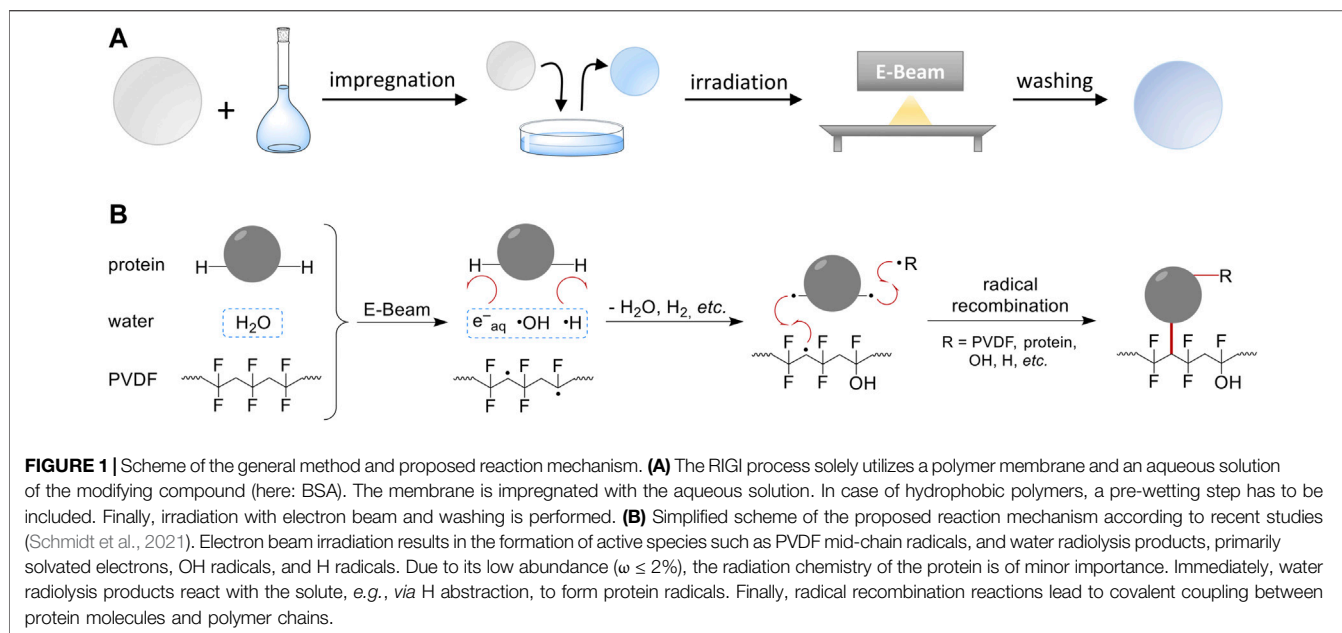 A
+
impregnation
irradiation
E-Beam
washing
B
protein
H
H
water
H₂O
PVDF
F F F
F F F
E-Beam
H
H
e⁻aq •OH •H
F F F
F F
- H₂O, H₂, etc.
•R
F F F
F F OH
radical
recombination
R = PVDF, protein,
OH, H, etc.
R
F F F
F OH
FIGURE 1 | Scheme of the general method and proposed reaction mechanism. (A) The RIGI process solely utilizes a polymer membrane and an aqueous solution
of the modifying compound (here: BSA). The membrane is impregnated with the aqueous solution. In case of hydrophobic polymers, a pre-wetting step has to be
included. Finally, irradiation with electron beam and washing is performed. (B) Simplified scheme of the proposed reaction mechanism according to recent studies
(Schmidt et al., 2021). Electron beam irradiation results in the formation of active species such as PVDF mid-chain radicals, and water radiolysis products, primarily
solvated electrons, OH radicals, and H radicals. Due to its low abundance (ω ≤ 2%), the radiation chemistry of the protein is of minor importance. Immediately, water
radiolysis products react with the solute, e.g., via H abstraction, to form protein radicals. Finally, radical recombination reactions lead to covalent coupling between
protein molecules and polymer chains.